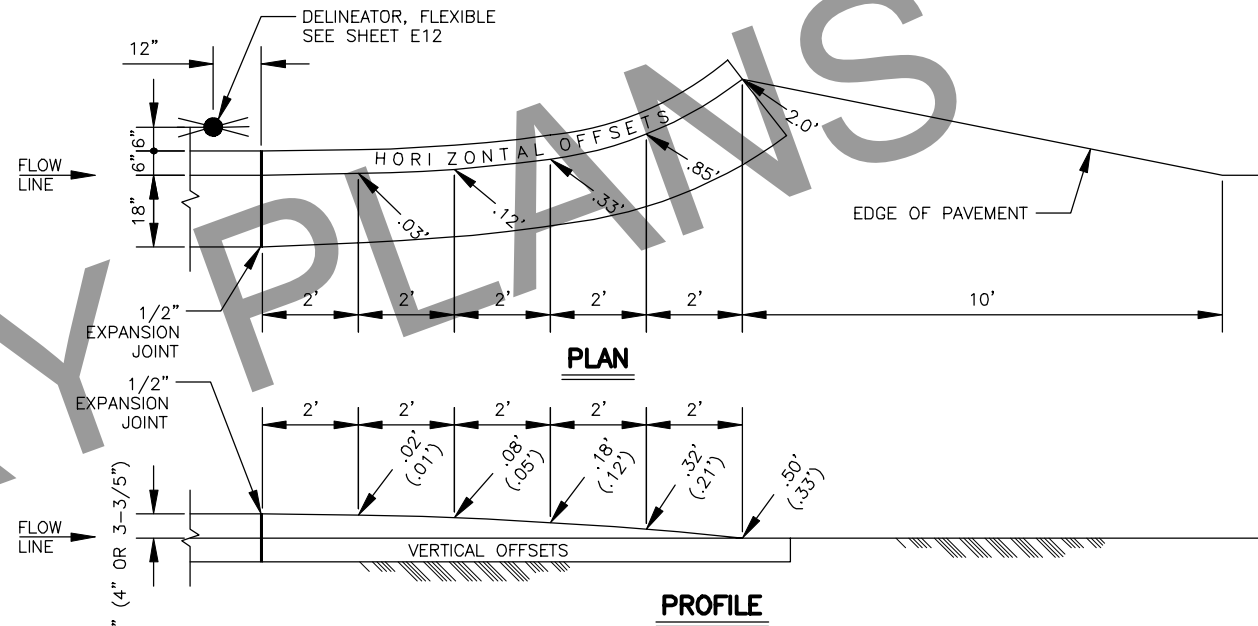 DELINEATOR, FLEXIBLE
SEE SHEET E12
12"
6"
6"
18"
FLOW
LINE
HORIZONTAL OFFSETS
.03'
.12'
.33'
.85'
2.0'
EDGE OF PAVEMENT
1/2"
EXPANSION
JOINT
2' 2' 2' 2' 2' 10'
PLAN
1/2"
EXPANSION
JOINT
2' 2' 2' 2' 2'
.02'
(.01')
.08'
(.05')
.18'
(.12')
.32'
(.21')
.50'
(.33')
FLOW
LINE
" (4" OR 3-3/5")
VERTICAL OFFSETS
PROFILE
Y PLANS